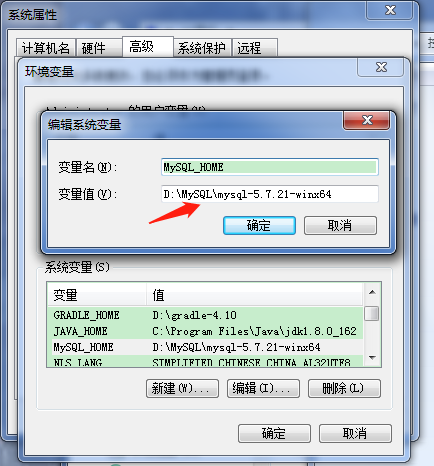 系统属性
计算机名 硬件 高级 系统保护 远程
环境变量
的用户变量(U)
编辑系统变量
变量名(N): MySQL_HOME
变量值(V): D:\MySQL\mysql-5.7.21-winx64
确定 取消
系统变量(S)
变量 值
GRADLE_HOME D:\gradle-4.10
JAVA_HOME C:\Program Files\Java\jdk1.8.0_162
MySQL_HOME D:\MySQL\mysql-5.7.21-winx64
NLS_LANG SIMPLIFIED CHINESE_CHINA.AL32UTF8
新建(W)... 编辑(I)... 删除(L)
确定 取消